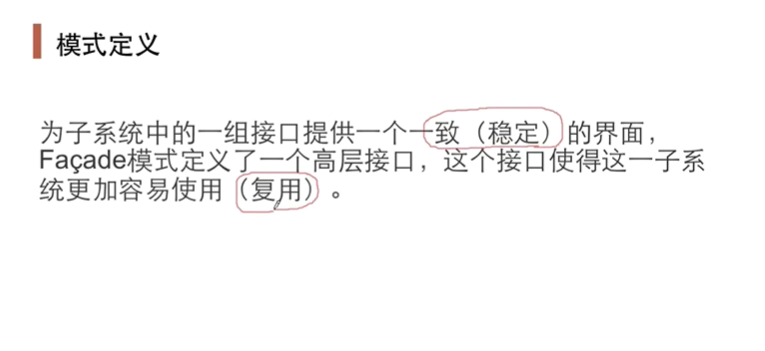 模式定义
为子系统中的一组接口提供一个一致（稳定）的界面，
Façade模式定义了一个高层接口，这个接口使得这一子系
统更加容易使用（复用）。